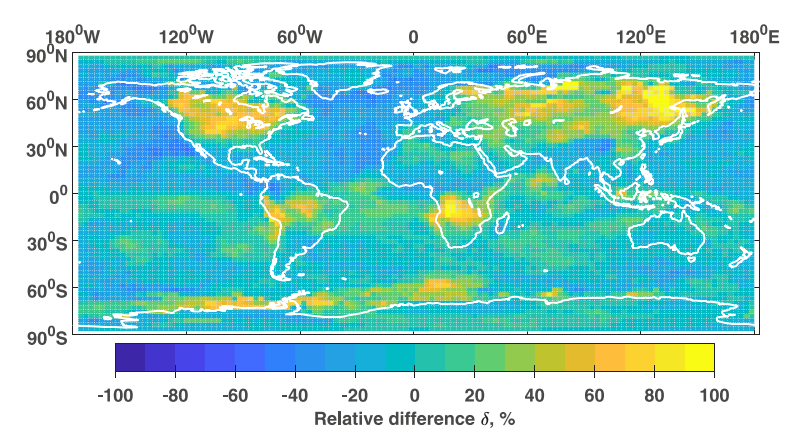 180⁰W 120⁰W 60⁰W 0 60⁰E 120⁰E 180⁰E
90⁰N
60⁰N
30⁰N
0⁰
30⁰S
60⁰S
90⁰S
-100 -80 -60 -40 -20 0 20 40 60 80 100
Relative difference δ, %